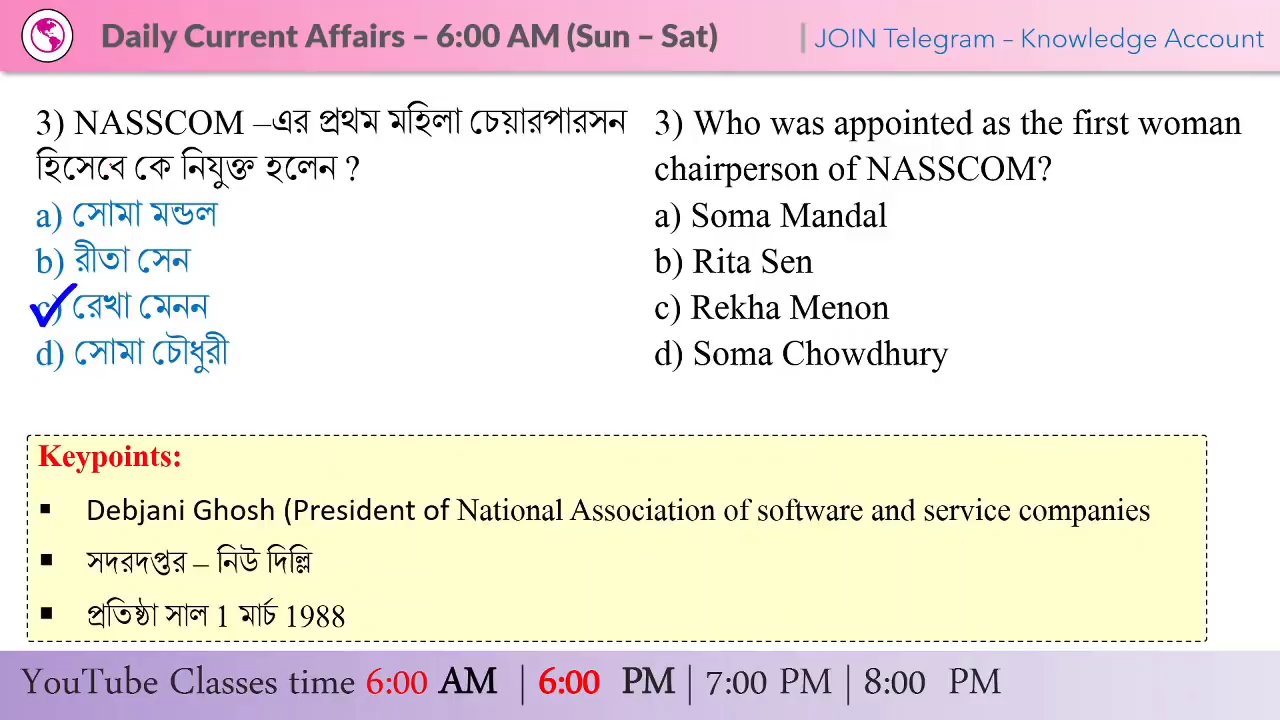 Daily Current Affairs – 6:00 AM (Sun – Sat)
| JOIN Telegram – Knowledge Account
3) NASSCOM –এর প্রথম মহিলা চেয়ারপারসন
হিসেবে কে নিযুক্ত হলেন ?
a) সোমা মন্ডল
b) রীতা সেন
c) রেখা মেনন
d) সোমা চৌধুরী
3) Who was appointed as the first woman
chairperson of NASSCOM?
a) Soma Mandal
b) Rita Sen
c) Rekha Menon
d) Soma Chowdhury
Keypoints:
▪ Debjani Ghosh (President of National Association of software and service companies
▪ সদরদপ্তর – নিউ দিল্লি
▪ প্রতিষ্ঠা সাল 1 মার্চ 1988
YouTube Classes time 6:00 AM | 6:00 PM | 7:00 PM | 8:00 PM